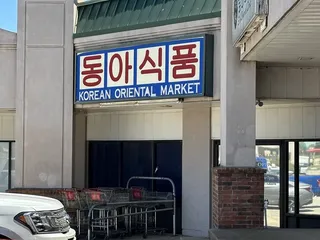 동아식품
KOREAN ORIENTAL MARKET